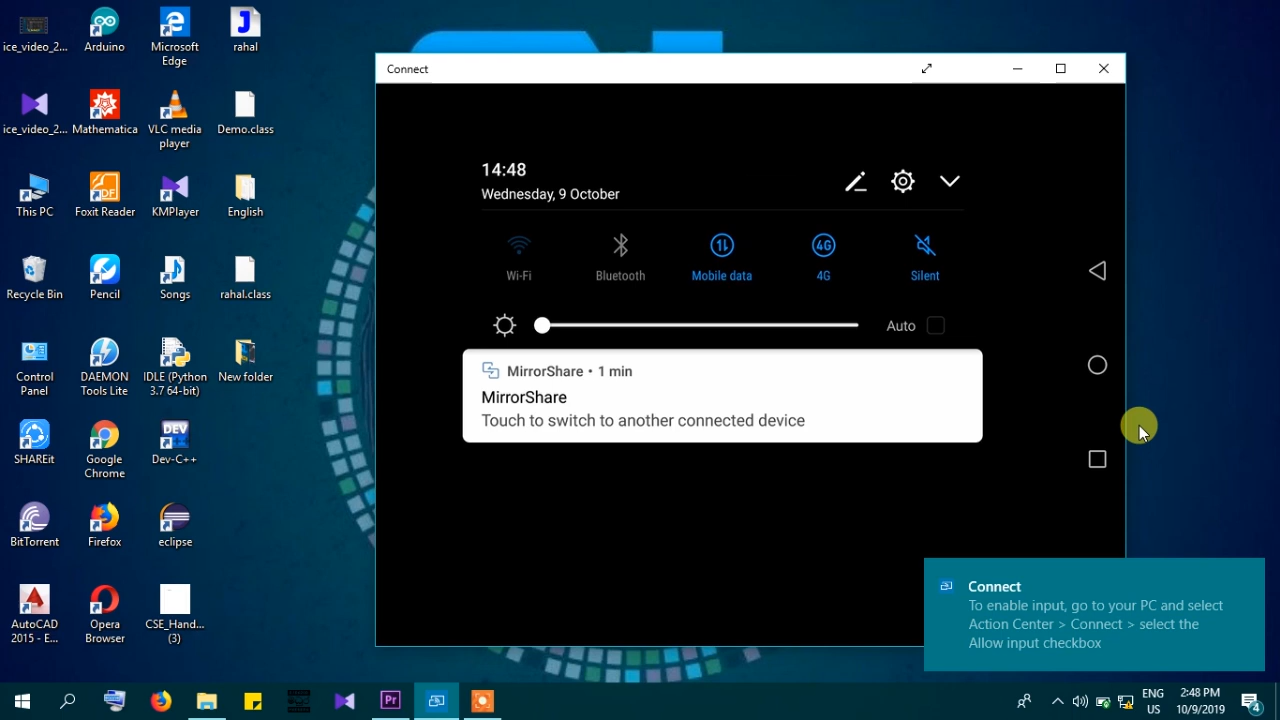 ice_video_2...
Arduino
Microsoft
Edge
rahal
ice_video_2...
Mathematica
VLC media
player
Demo.class
This PC
Foxit Reader
KMPlayer
English
Recycle Bin
Pencil
Songs
rahal.class
Control
Panel
DAEMON
Tools Lite
IDLE (Python
3.7 64-bit)
New folder
SHAREit
Google
Chrome
DEV
Dev-C++
BitTorrent
Firefox
eclipse
AutoCAD
2015 - E...
Opera
Browser
CSE_Hand...
(3)
Connect
14:48
Wednesday, 9 October
Wi-Fi
Bluetooth
Mobile data
4G
4G
Silent
Auto
MirrorShare • 1 min
MirrorShare
Touch to switch to another connected device
Connect
To enable input, go to your PC and select
Action Center > Connect > select the
Allow input checkbox
Pr
ENG
US
2:48 PM
10/9/2019
4